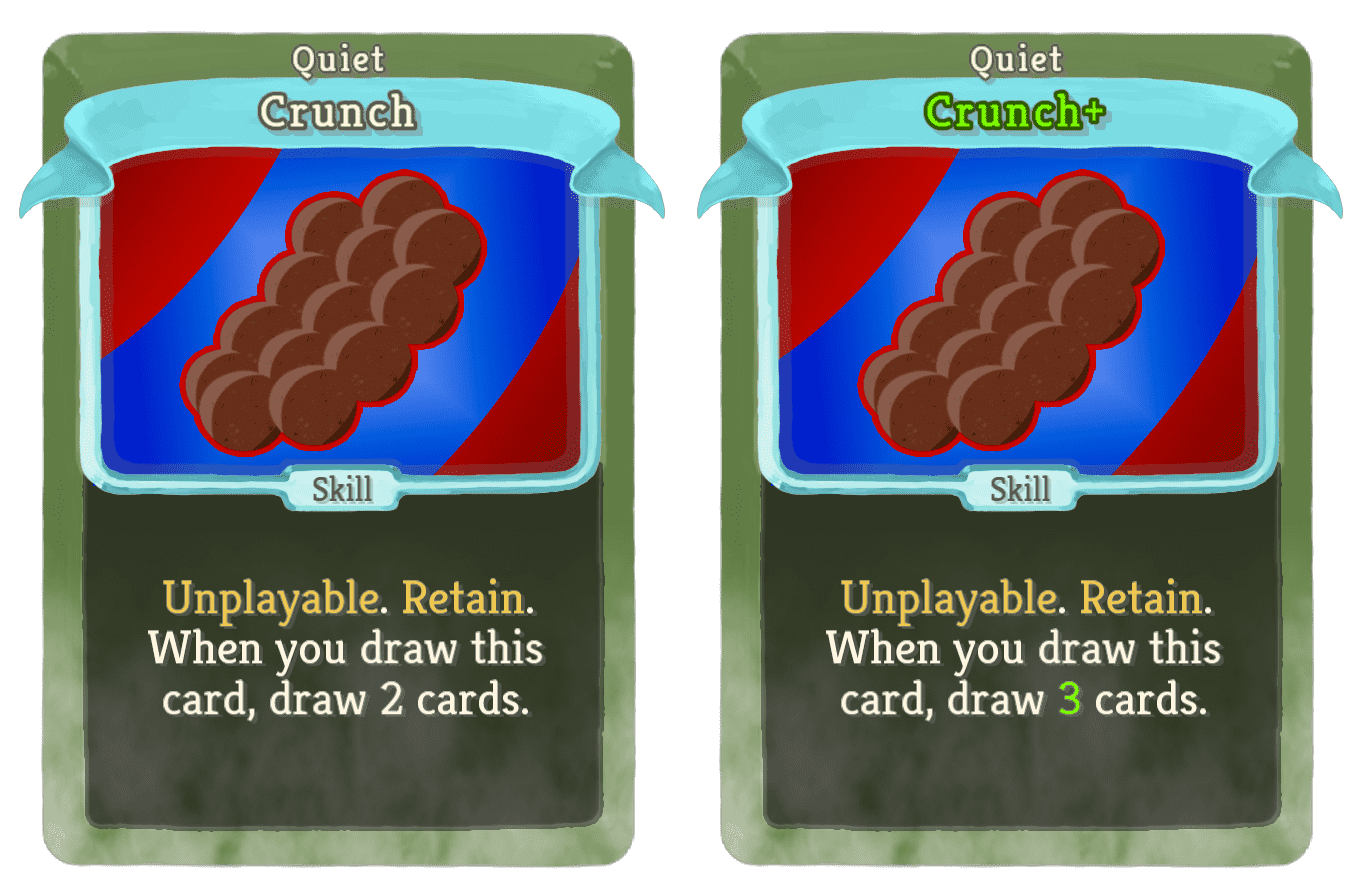 Quiet
Crunch
Skill
Unplayable. Retain.
When you draw this
card, draw 2 cards.
Quiet
Crunch+
Skill
Unplayable. Retain.
When you draw this
card, draw 3 cards.